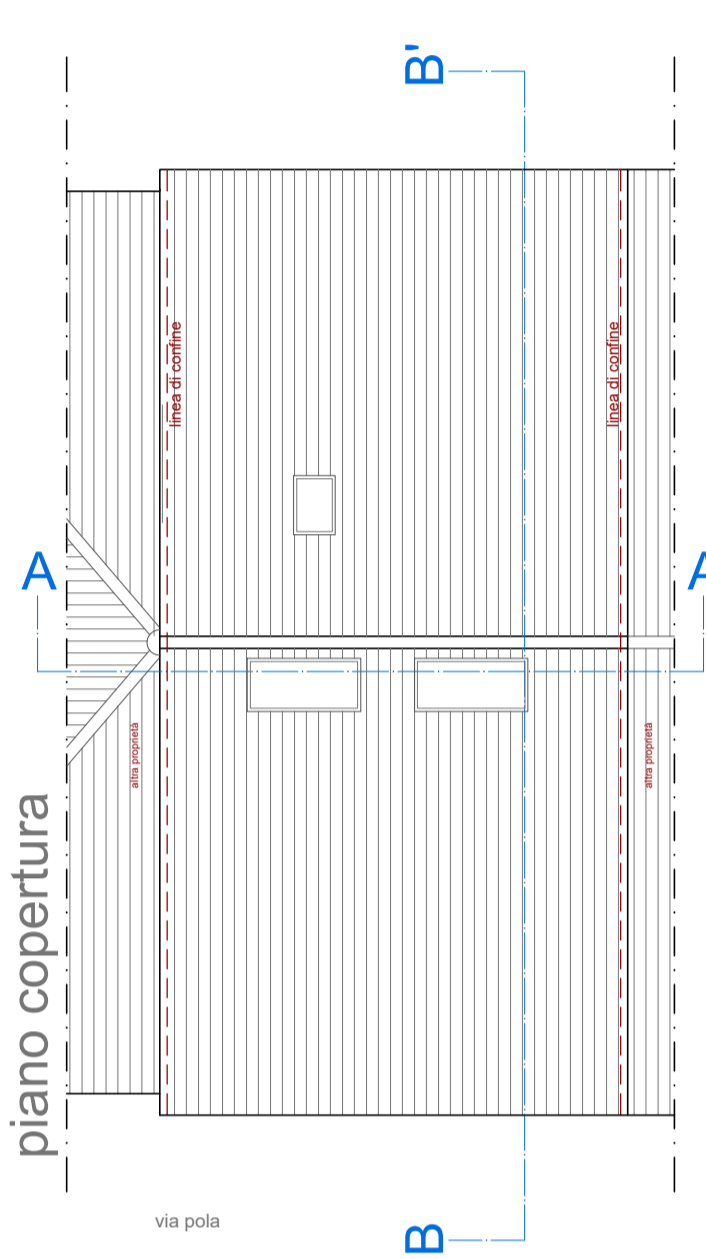 B'
linea di confine
linea di confine
A
A
altra proprietà
altra proprietà
piano copertura
via pola
B